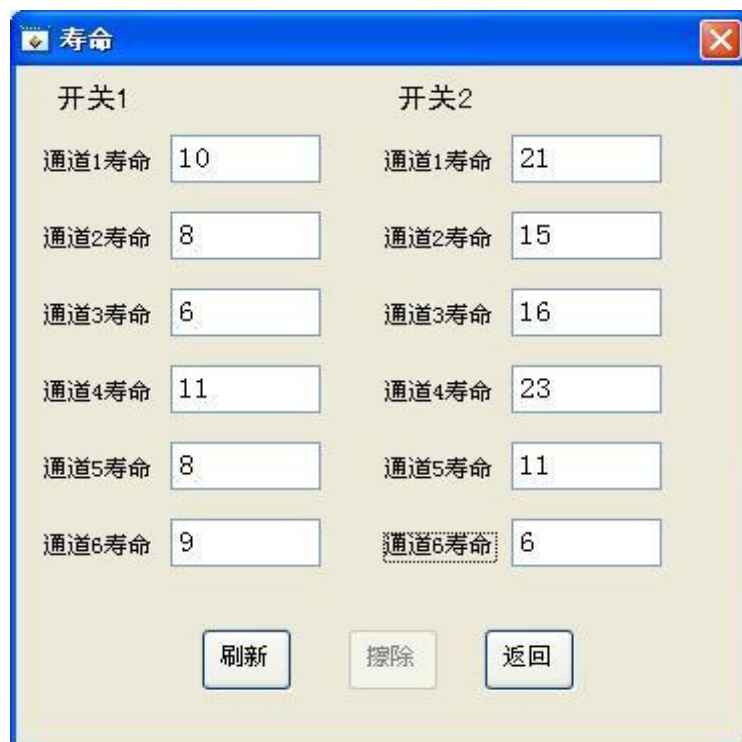 寿命
开关1 开关2
通道1寿命 10 通道1寿命 21
通道2寿命 8 通道2寿命 15
通道3寿命 6 通道3寿命 16
通道4寿命 11 通道4寿命 23
通道5寿命 8 通道5寿命 11
通道6寿命 9 通道6寿命 6
刷新 擦除 返回